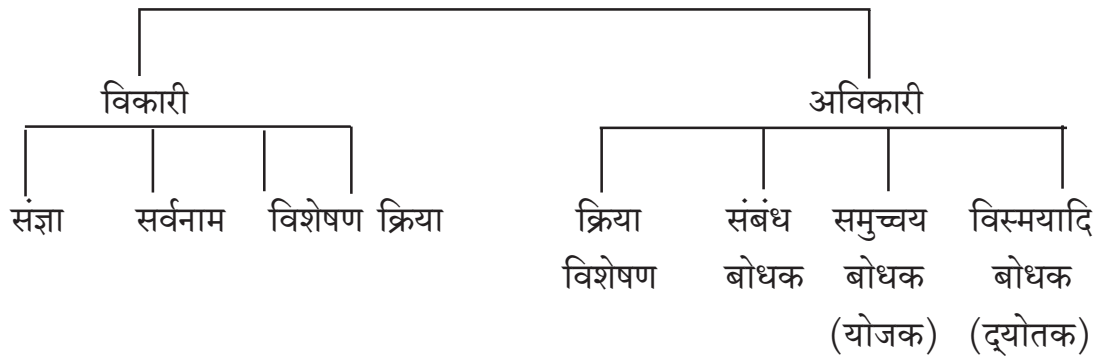 विकारी अविकारी
संज्ञा सर्वनाम विशेषण क्रिया क्रिया संबंध समुच्चय विस्मयादि
विशेषण बोधक बोधक बोधक
(योजक) (द्‌योतक)